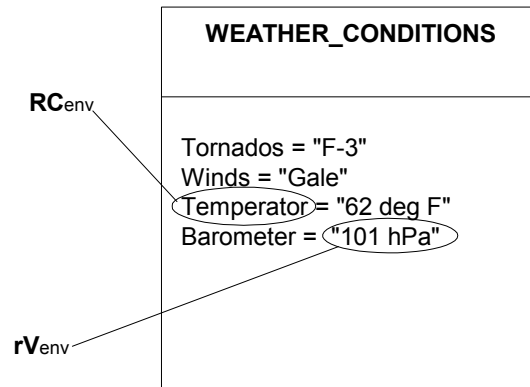 WEATHER_CONDITIONS
RCenv
Tornados = "F-3"
Winds = "Gale"
Temperator = "62 deg F"
Barometer = "101 hPa"
rVenv